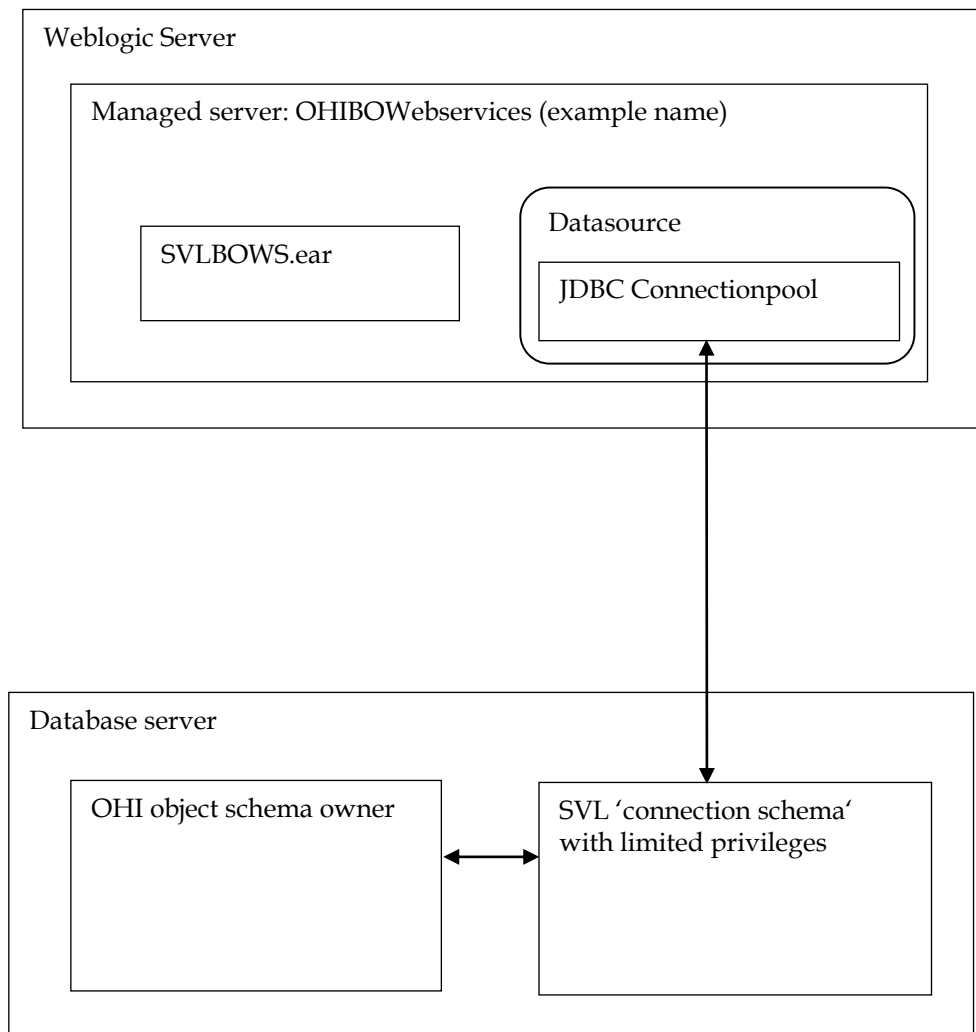 Weblogic Server
Managed server: OHIBOWebservices (example name)
SVLBOWS.ear
Datasource
JDBC Connectionpool
Database server
OHI object schema owner
SVL ‘connection schema‘
with limited privileges